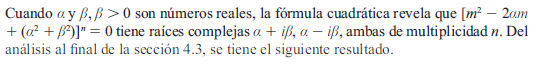 Cuando α y β, β > 0 son números reales, la fórmula cuadrática revela que [m² − 2αm
+ (α² + β²)]ⁿ = 0 tiene raíces complejas α + iβ, α − iβ, ambas de multiplicidad n. Del
análisis al final de la sección 4.3, se tiene el siguiente resultado.